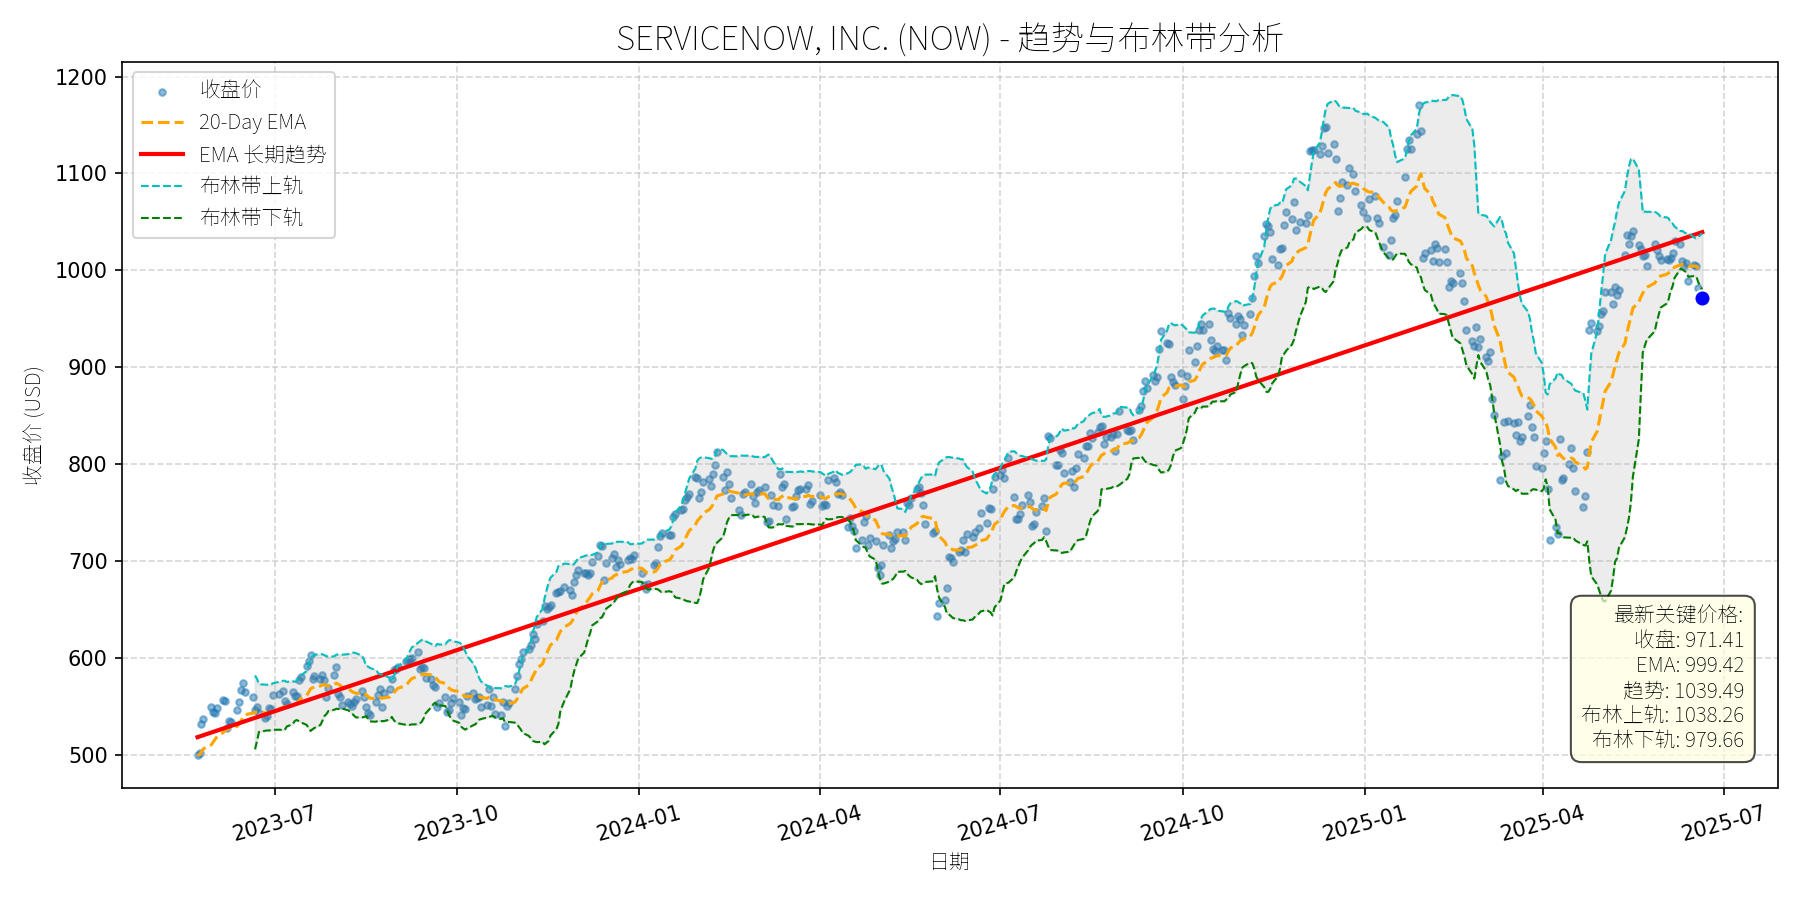 SERVICENOW, INC. (NOW) - 趋势与布林带分析
收盘价 (USD)
1200
1100
1000
900
800
700
600
500
收盘价
20-Day EMA
EMA 长期趋势
布林带上轨
布林带下轨
最新关键价格:
收盘: 971.41
EMA: 999.42
趋势: 1039.49
布林上轨: 1038.26
布林下轨: 979.66
2023-07
2023-10
2024-01
2024-04
2024-07
2024-10
2025-01
2025-04
2025-07
日期